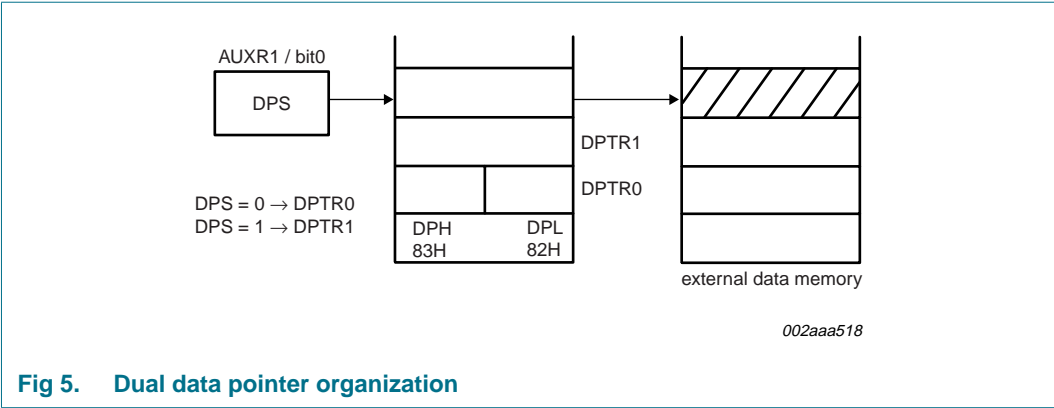 AUXR1 / bit0
DPS
DPTR1
DPTR0
DPS = 0 → DPTR0
DPS = 1 → DPTR1
DPH DPL
83H 82H
external data memory
002aaa518
Fig 5. Dual data pointer organization